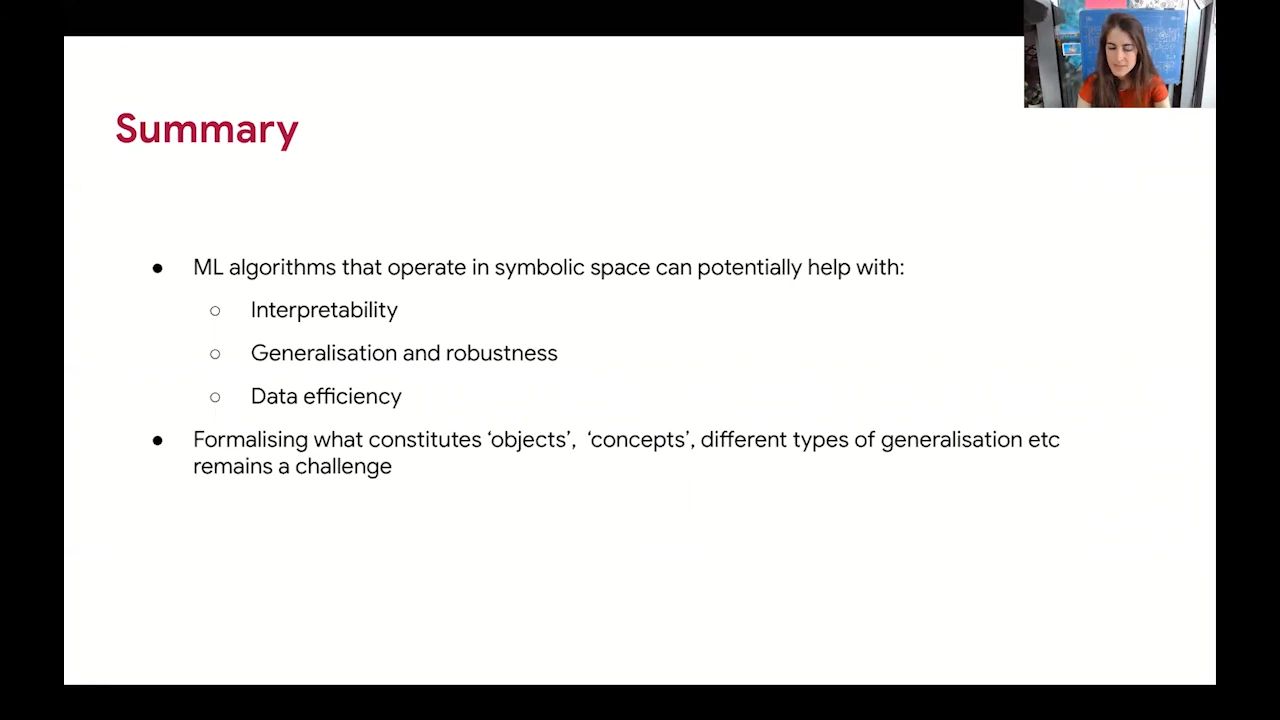 Summary
● ML algorithms that operate in symbolic space can potentially help with:
○ Interpretability
○ Generalisation and robustness
○ Data efficiency
● Formalising what constitutes ‘objects’,  ‘concepts’, different types of generalisation etc
remains a challenge